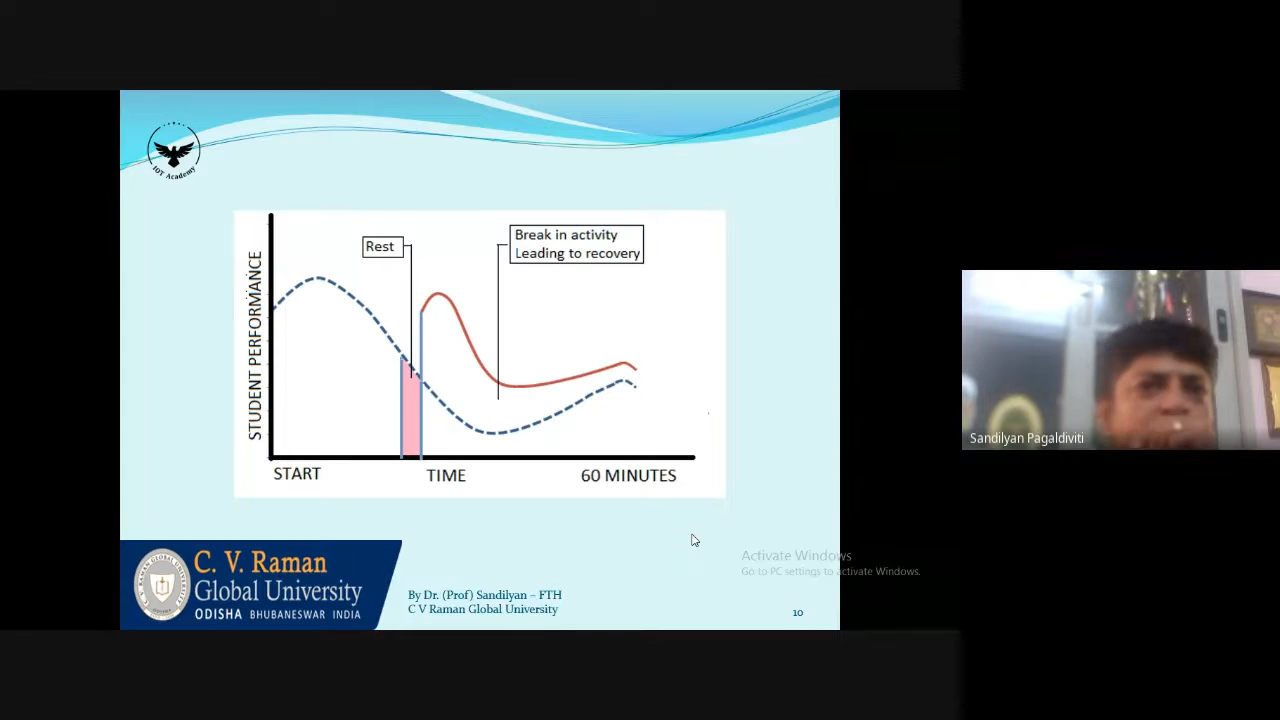 IOT Academy
Rest
Break in activity
Leading to recovery
STUDENT PERFORMANCE
START
TIME
60 MINUTES
Sandilyan Pagaldiviti
C. V. Raman
Global University
ODISHA BHUBANESWAR INDIA
By Dr. (Prof) Sandilyan – FTH
C V Raman Global University
10
Activate Windows
Go to PC settings to activate Windows.